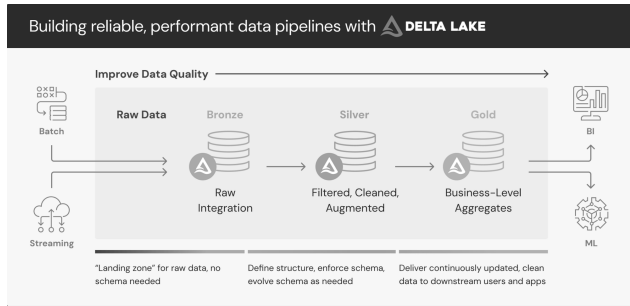 Building reliable, performant data pipelines with DELTA LAKE
Improve Data Quality
Raw Data
Bronze
Silver
Gold
Batch
Streaming
Raw
Integration
Filtered, Cleaned,
Augmented
Business-Level
Aggregates
BI
ML
"Landing zone" for raw data, no
schema needed
Define structure, enforce schema,
evolve schema as needed
Deliver continuously updated, clean
data to downstream users and apps